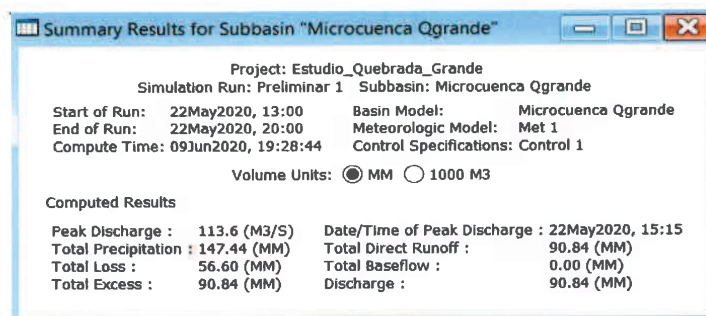 Summary Results for Subbasin "Microcuenca Qgrande"
Project: Estudio_Quebrada_Grande
Simulation Run: Preliminar 1 Subbasin: Microcuenca Qgrande
Start of Run: 22May2020, 13:00 Basin Model: Microcuenca Qgrande
End of Run: 22May2020, 20:00 Meteorologic Model: Met 1
Compute Time: 09Jun2020, 19:28:44 Control Specifications: Control 1
Volume Units: MM 1000 M3
Computed Results
Peak Discharge : 113.6 (M3/S) Date/Time of Peak Discharge : 22May2020, 15:15
Total Precipitation : 147.44 (MM) Total Direct Runoff : 90.84 (MM)
Total Loss : 56.60 (MM) Total Baseflow : 0.00 (MM)
Total Excess : 90.84 (MM) Discharge : 90.84 (MM)